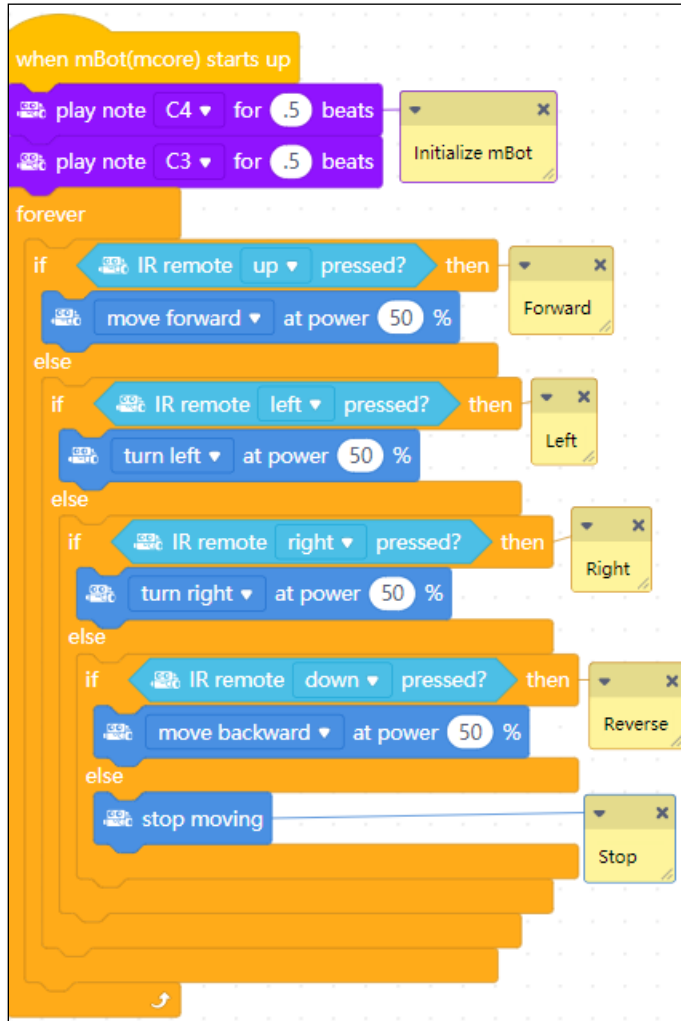 when mBot(mcore) starts up
play note C4 for .5 beats
Initialize mBot
play note C3 for .5 beats
forever
if IR remote up pressed? then
Forward
move forward at power 50 %
else
if IR remote left pressed? then
Left
turn left at power 50 %
else
if IR remote right pressed? then
Right
turn right at power 50 %
else
if IR remote down pressed? then
Reverse
move backward at power 50 %
else
stop moving
Stop